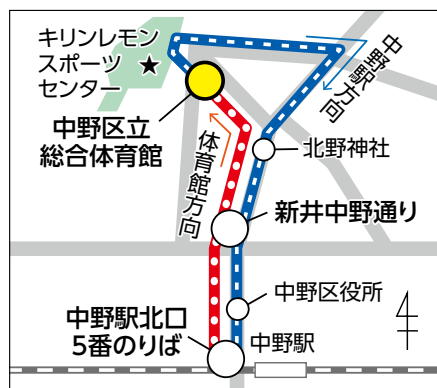 キリンレモン
スポーツ
センター
中野区立
総合体育館
中野駅方向
体育館方向
北野神社
新井中野通り
中野区役所
中野駅北口
5番のりば
中野駅